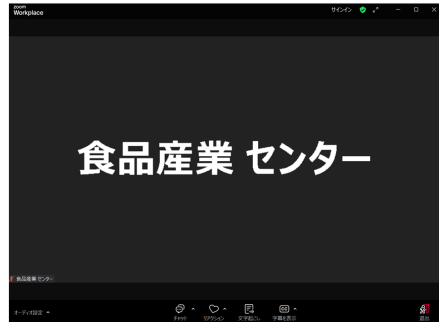 zoom
Workplace
サインイン
食品産業 センター
食品産業 センター
オーディオ設定
チャット
リアクション
文字起こし
字幕を表示
退出